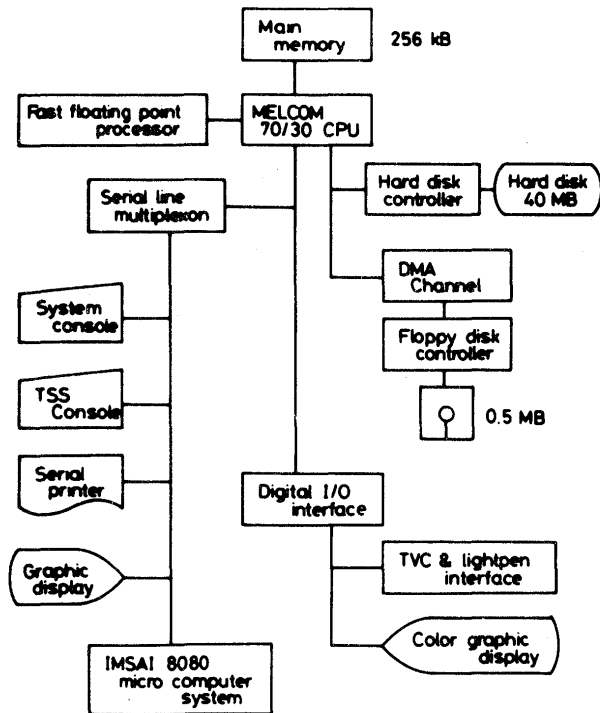 Main
memory
256 kB
Fast floating point
processor
MELCOM
70/30 CPU
Serial line
multiplexon
Hard disk
controller
Hard disk
40 MB
DMA
Channel
System
console
Floppy disk
controller
TSS
Console
0.5 MB
Serial
printer
Digital I/O
interface
Graphic
display
TVC & lightpen
interface
Color graphic
display
IMSAI 8080
micro computer
system